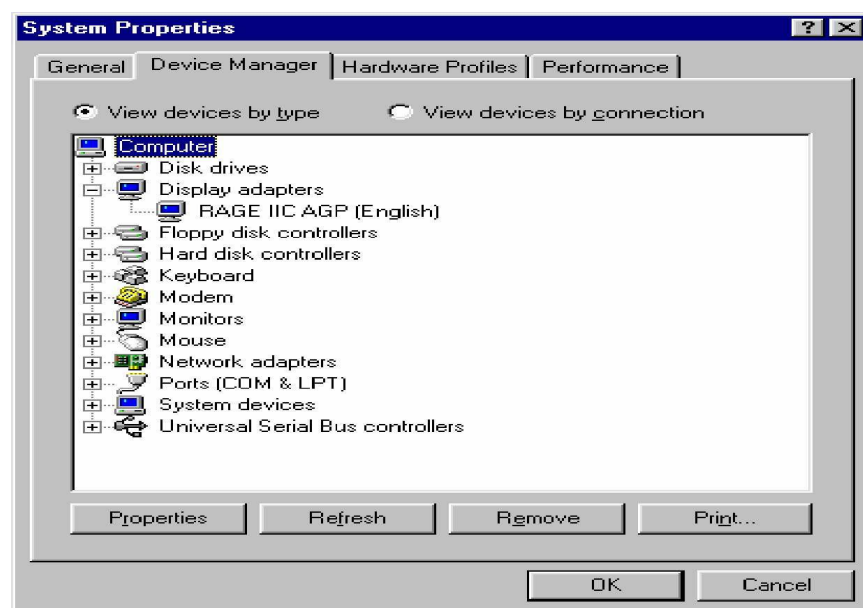 System Properties
General Device Manager Hardware Profiles Performance
View devices by type View devices by connection
Computer
Disk drives
Display adapters
RAGE IIC AGP (English)
Floppy disk controllers
Hard disk controllers
Keyboard
Modem
Monitors
Mouse
Network adapters
Ports (COM & LPT)
System devices
Universal Serial Bus controllers
Properties Refresh Remove Print...
OK Cancel